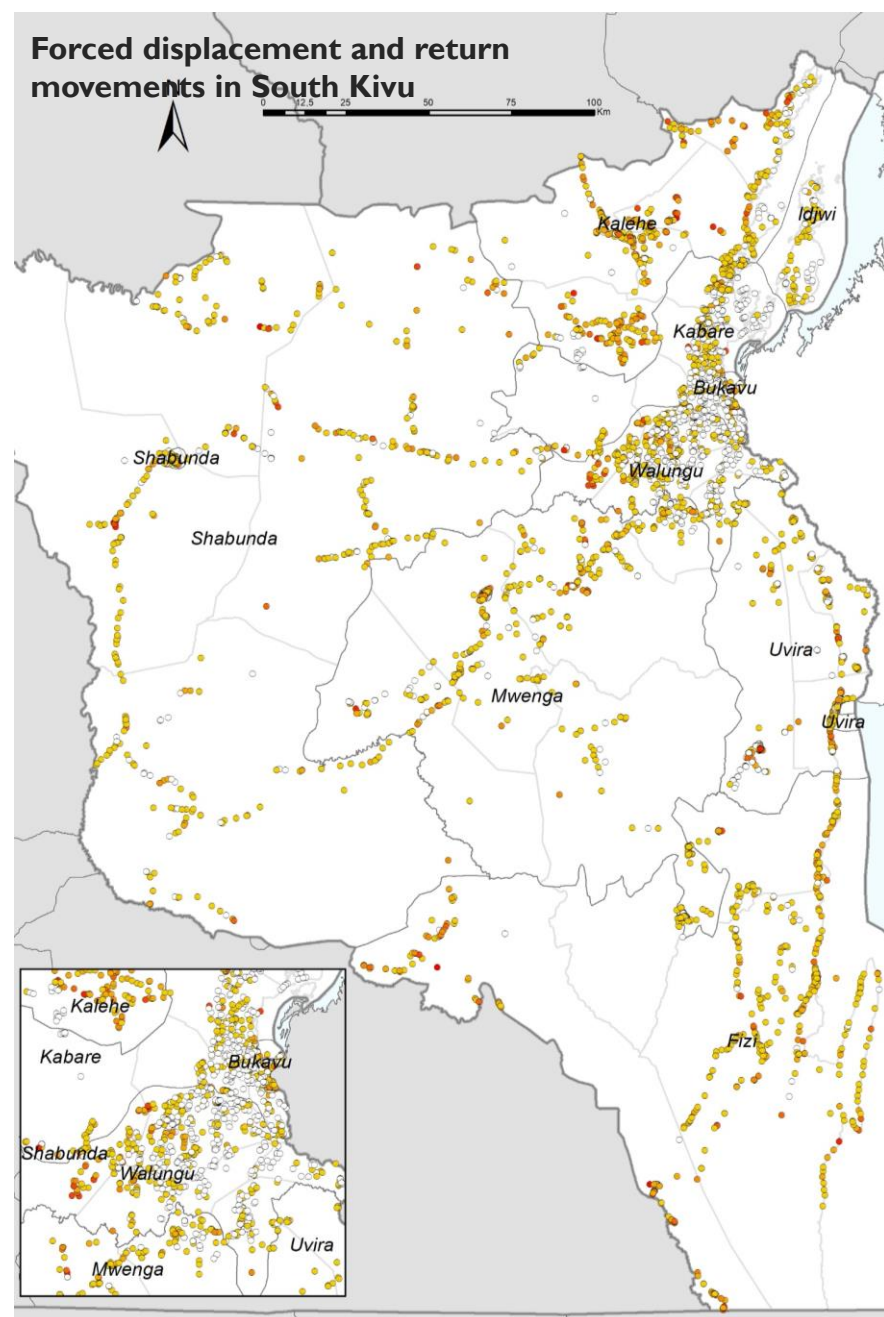 Forced displacement and return
movements in South Kivu
N
0 12,5 25 50 75 100
Km
Idjwi
Kalehe
Kabare
Bukavu
Shabunda
Walungu
Shabunda
Uvira
Mwenga
Uvira
Fizi
Kalehe
Kabare
Bukavu
Shabunda
Walungu
Uvira
Mwenga